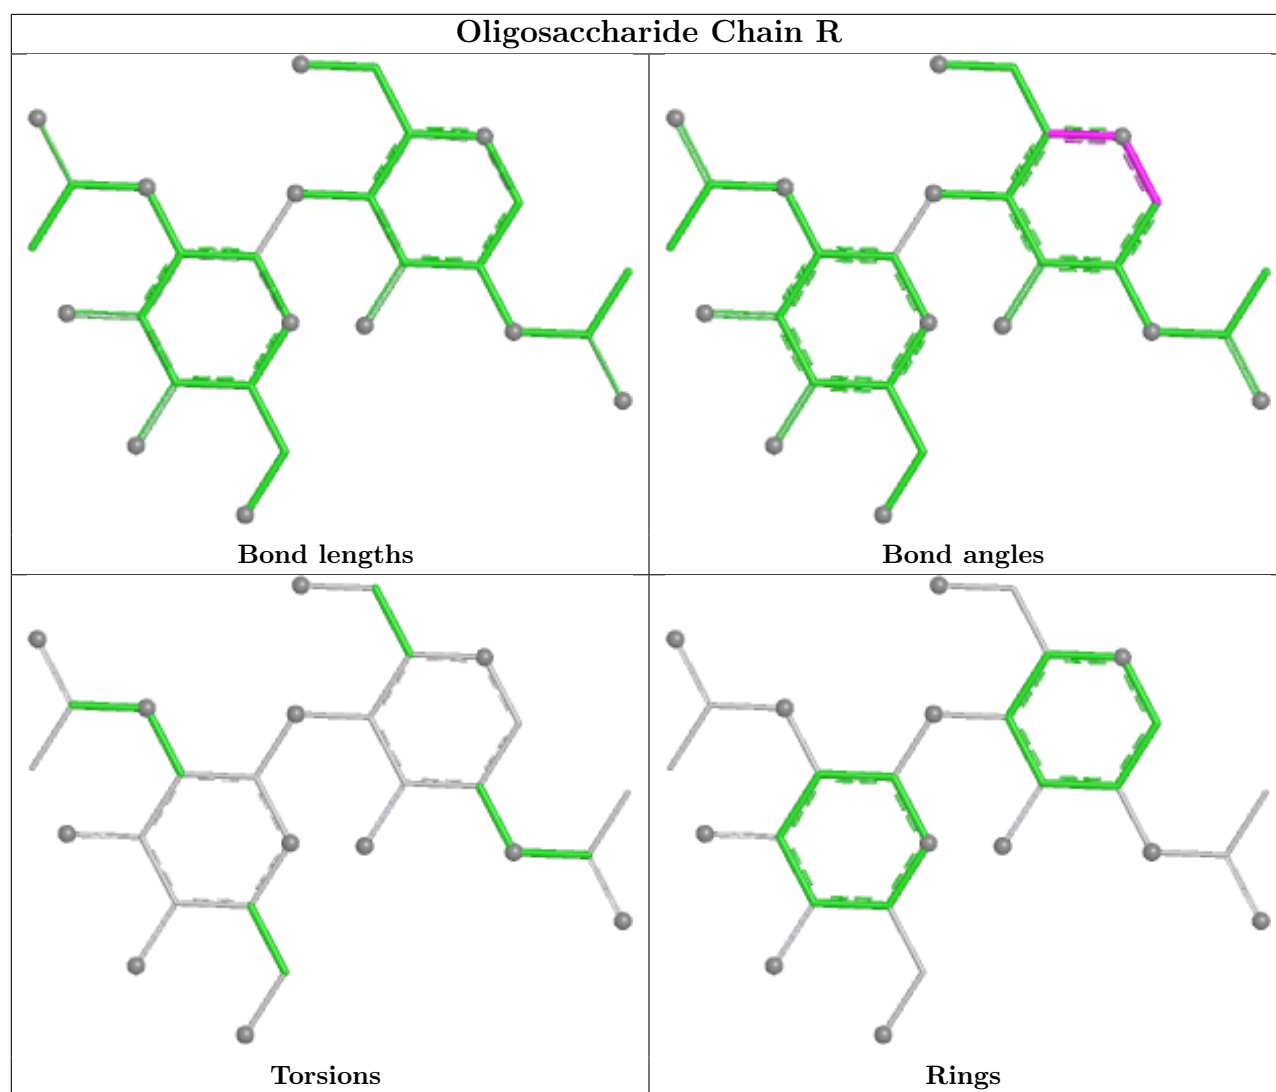 Oligosaccharide Chain R
Bond lengths
Bond angles
Torsions
Rings